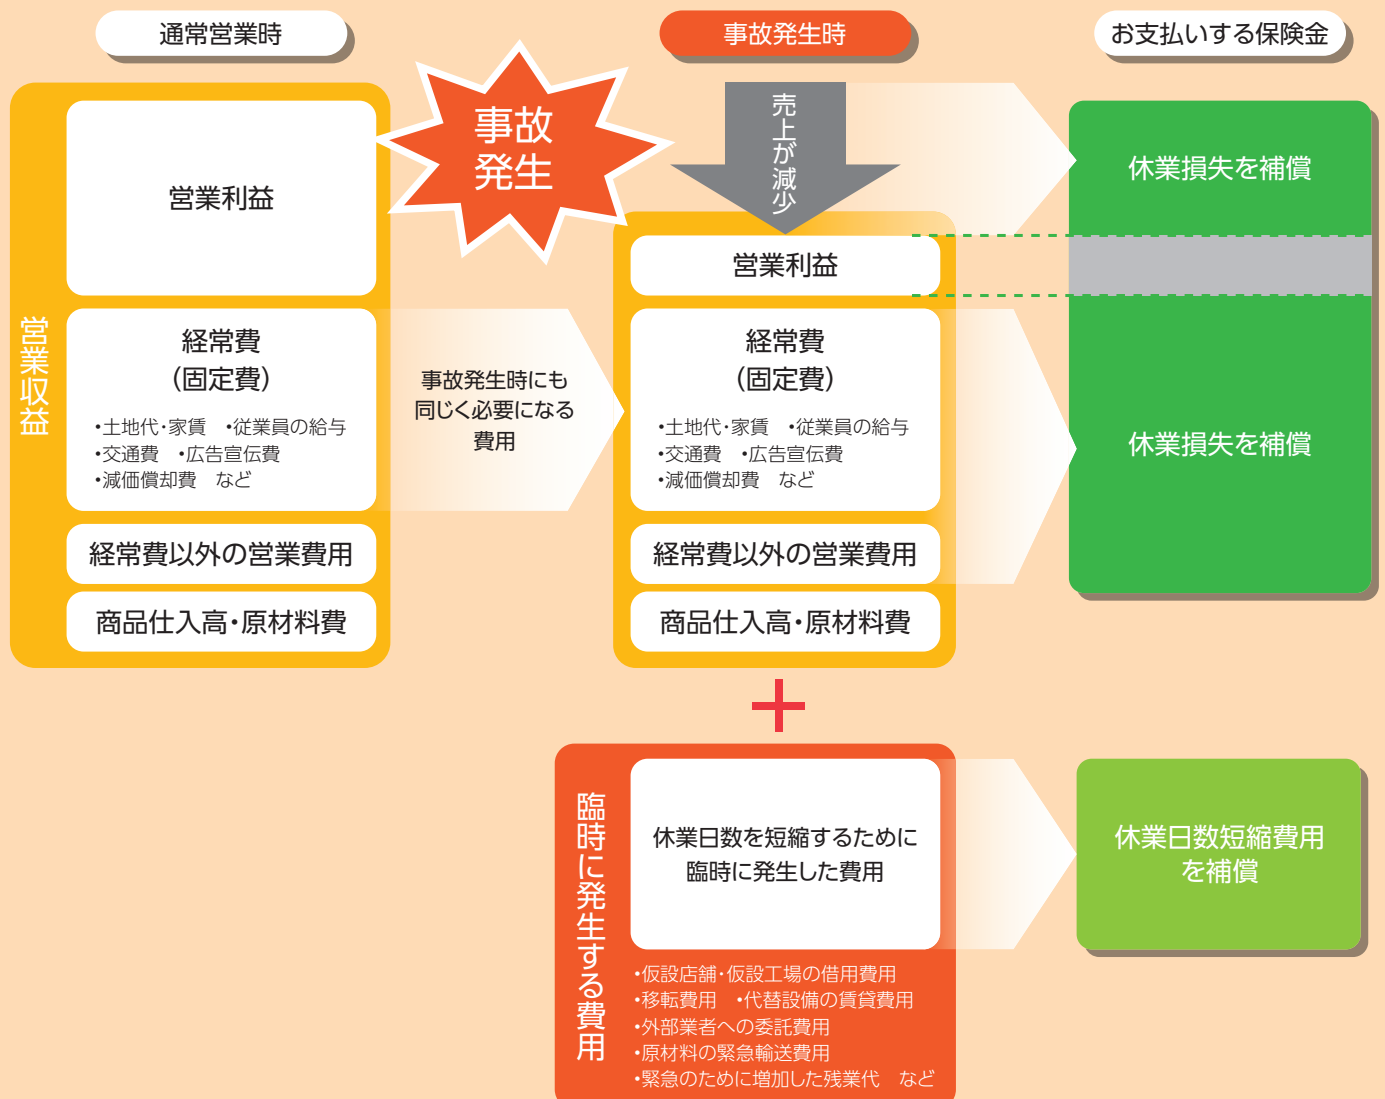 通常営業時
事故発生時
お支払いする保険金
営業収益
営業利益
経常費
（固定費）
・土地代・家賃　・従業員の給与
・交通費　・広告宣伝費
・減価償却費　など
経常費以外の営業費用
商品仕入高・原材料費
事故
発生
事故発生時にも
同じく必要になる
費用
売上が減少
営業利益
経常費
（固定費）
・土地代・家賃　・従業員の給与
・交通費　・広告宣伝費
・減価償却費　など
経常費以外の営業費用
商品仕入高・原材料費
休業損失を補償
休業損失を補償
+
臨時に発生する費用
休業日数を短縮するために
臨時に発生した費用
・仮設店舗・仮設工場の借用費用
・移転費用　・代替設備の賃貸費用
・外部業者への委託費用
・原材料の緊急輸送費用
・緊急のために増加した残業代　など
休業日数短縮費用
を補償